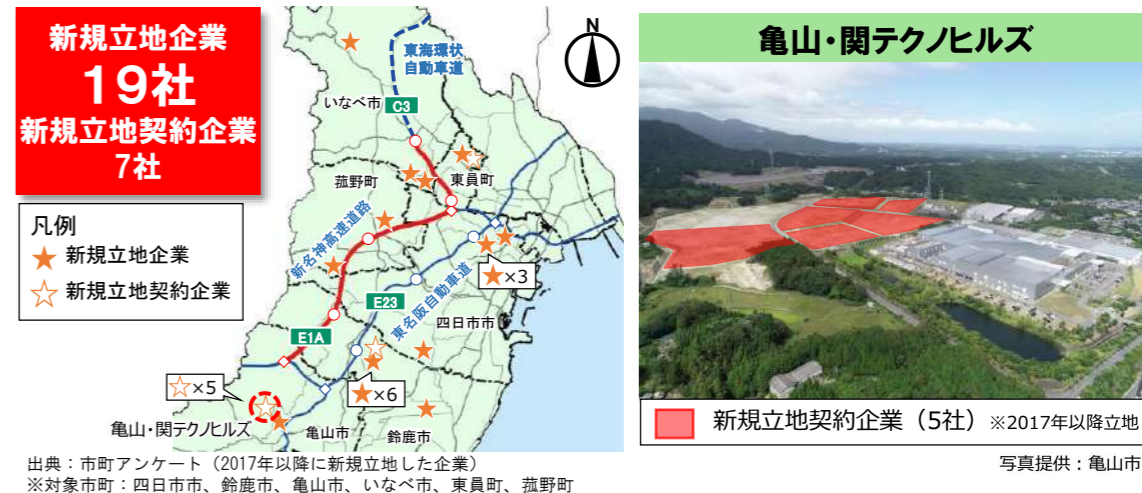 新規立地企業
19社
新規立地契約企業
7社
凡例
新規立地企業
新規立地契約企業
N
東海環状
自動車道
いなべ市
C3
菰野町
東員町
新名神高速道路
×3
E23
東名阪自動車道
四日市市
E1A
×5
×6
亀山・関テクノヒルズ
亀山市
鈴鹿市
出典：市町アンケート（2017年以降に新規立地した企業）
※対象市町：四日市市、鈴鹿市、亀山市、いなべ市、東員町、菰野町
亀山・関テクノヒルズ
新規立地契約企業（5社）※2017年以降立地
写真提供：亀山市